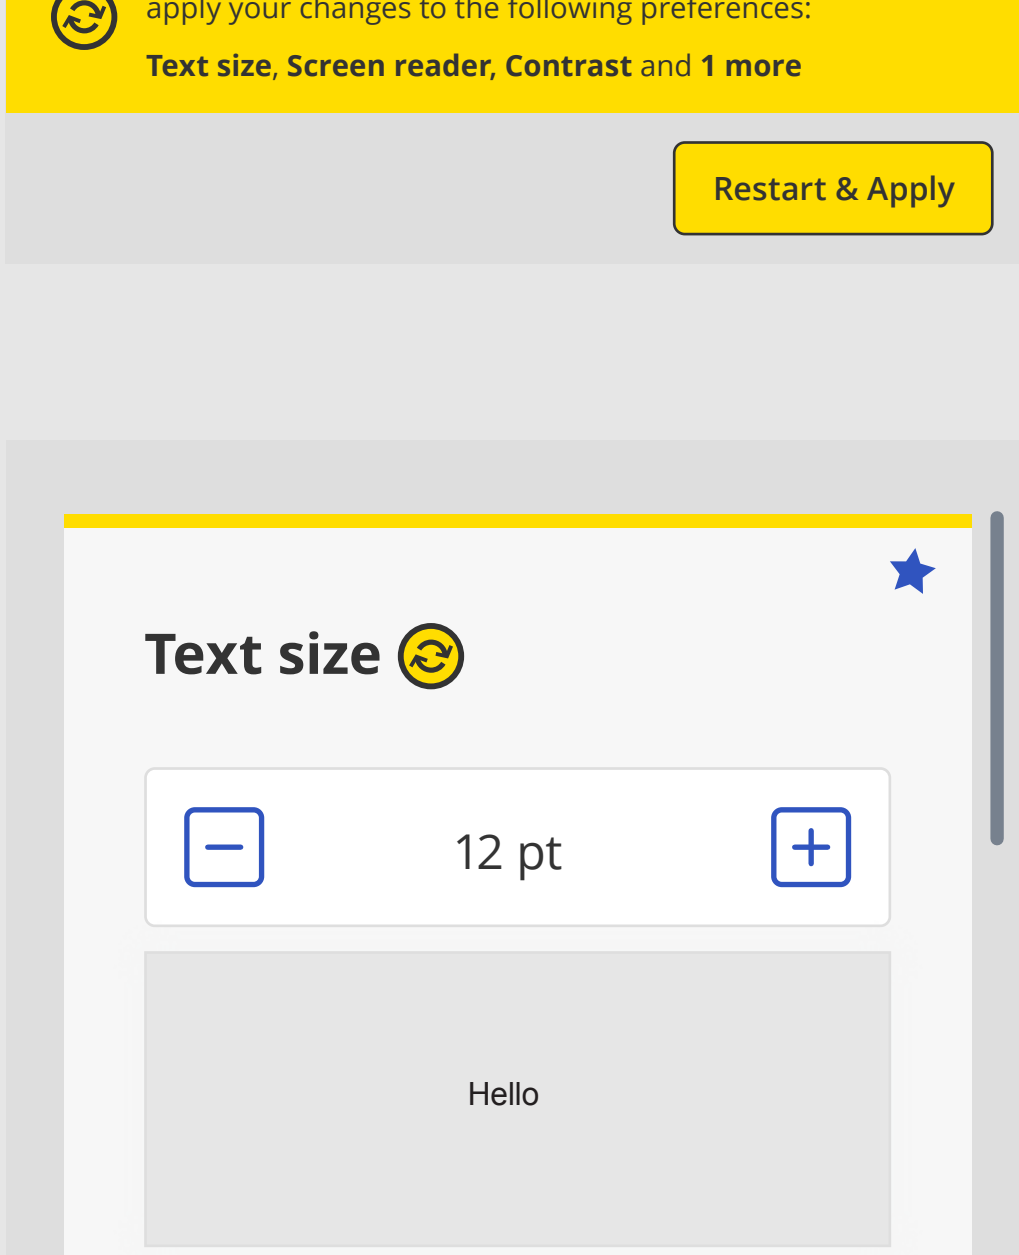 apply your changes to the following preferences:
Text size, Screen reader, Contrast and 1 more
Restart & Apply
Text size
12 pt
Hello